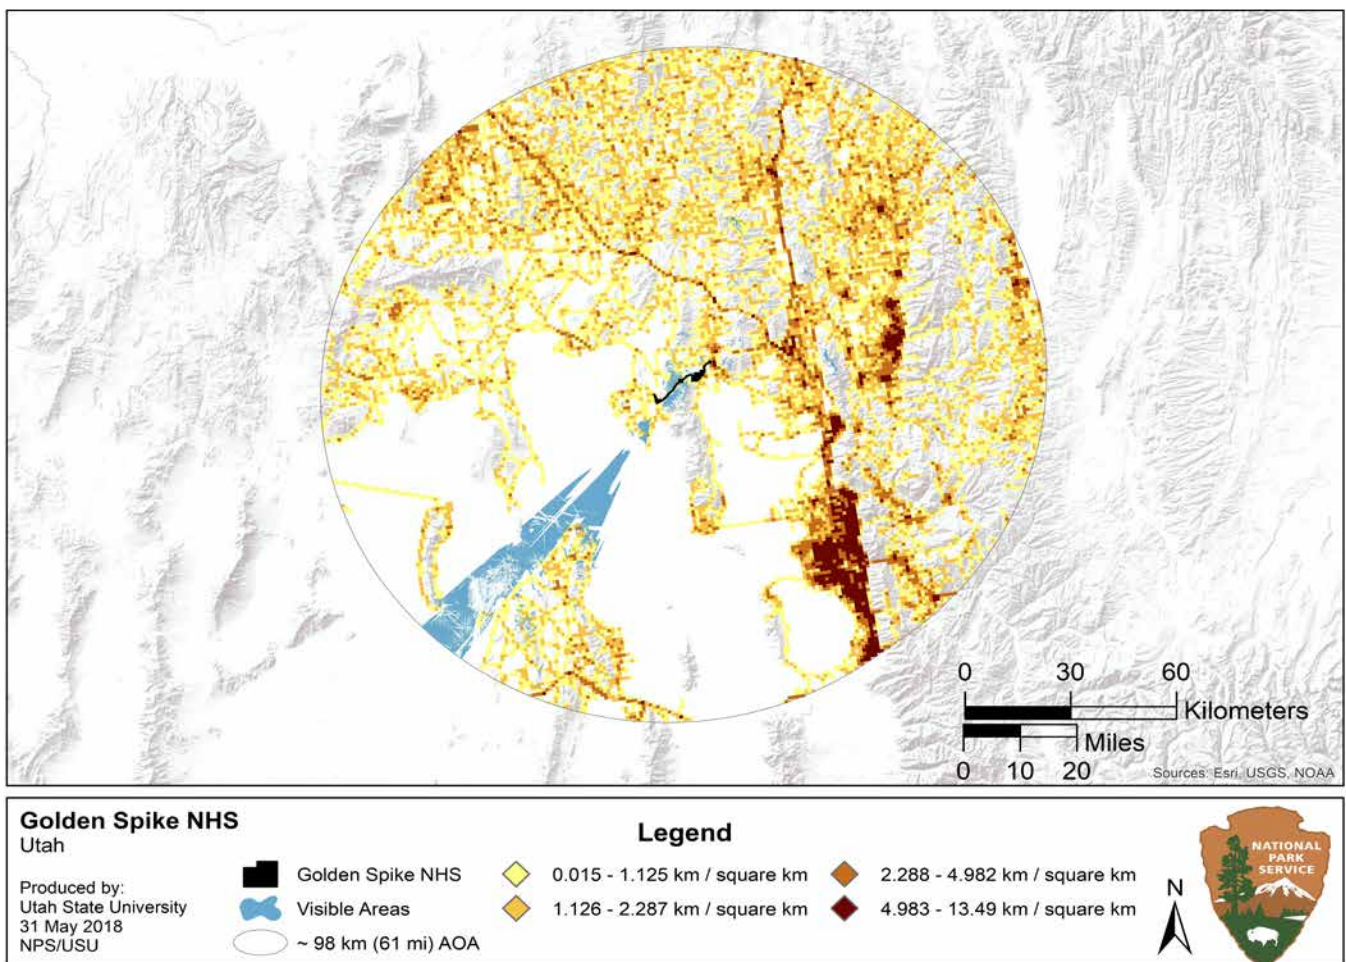 0 30 60
Kilometers
Miles
0 10 20
Sources: Esri, USGS, NOAA
Golden Spike NHS
Utah
Produced by:
Utah State University
31 May 2018
NPS/USU
Legend
Golden Spike NHS
Visible Areas
~ 98 km (61 mi) AOA
0.015 - 1.125 km / square km
1.126 - 2.287 km / square km
2.288 - 4.982 km / square km
4.983 - 13.49 km / square km
N
NATIONAL
PARK
SERVICE